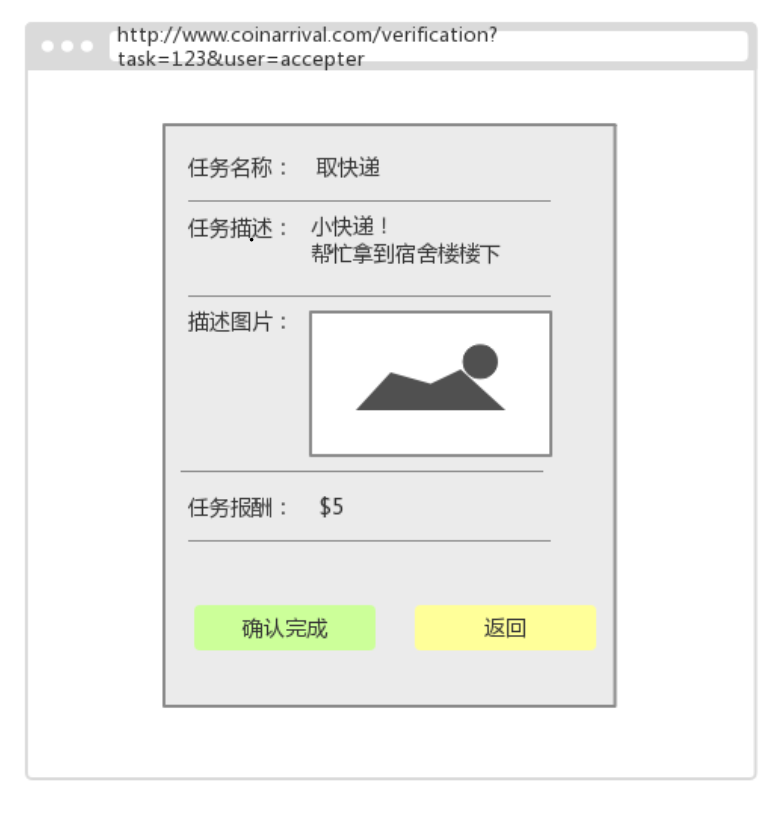 http://www.coinarrival.com/verification?
task=123&user=accepter
任务名称： 取快递
任务描述： 小快递！
帮忙拿到宿舍楼楼下
描述图片：
任务报酬： $5
确认完成 返回